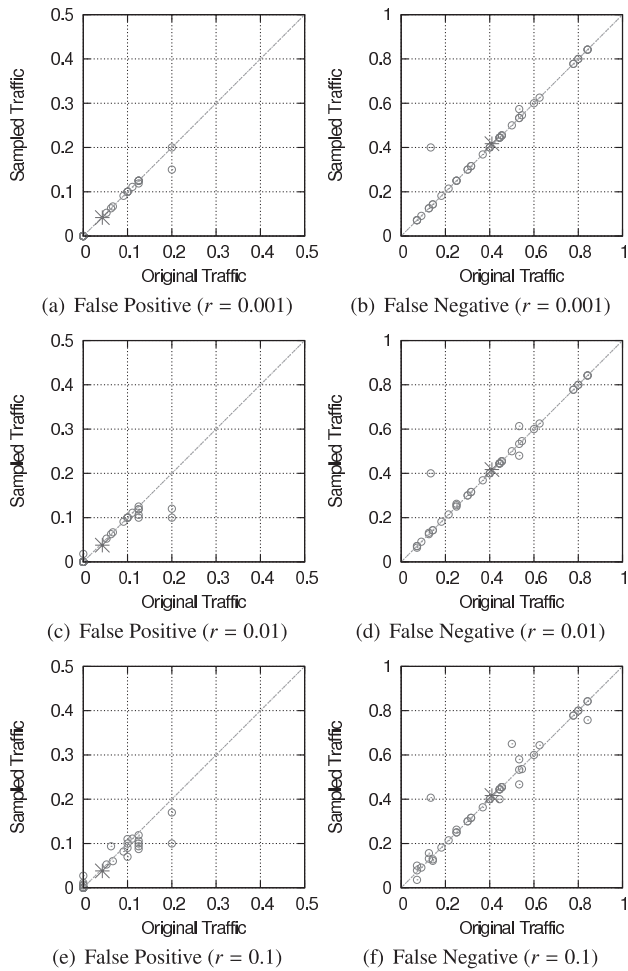 0.5
0.4
0.3
0.2
0.1
0
0 0.1 0.2 0.3 0.4 0.5
Sampled Traffic
Original Traffic
(a) False Positive (r = 0.001)
1
0.8
0.6
0.4
0.2
0
0 0.2 0.4 0.6 0.8 1
Sampled Traffic
Original Traffic
(b) False Negative (r = 0.001)
0.5
0.4
0.3
0.2
0.1
0
0 0.1 0.2 0.3 0.4 0.5
Sampled Traffic
Original Traffic
(c) False Positive (r = 0.01)
1
0.8
0.6
0.4
0.2
0
0 0.2 0.4 0.6 0.8 1
Sampled Traffic
Original Traffic
(d) False Negative (r = 0.01)
0.5
0.4
0.3
0.2
0.1
0
0 0.1 0.2 0.3 0.4 0.5
Sampled Traffic
Original Traffic
(e) False Positive (r = 0.1)
1
0.8
0.6
0.4
0.2
0
0 0.2 0.4 0.6 0.8 1
Sampled Traffic
Original Traffic
(f) False Negative (r = 0.1)